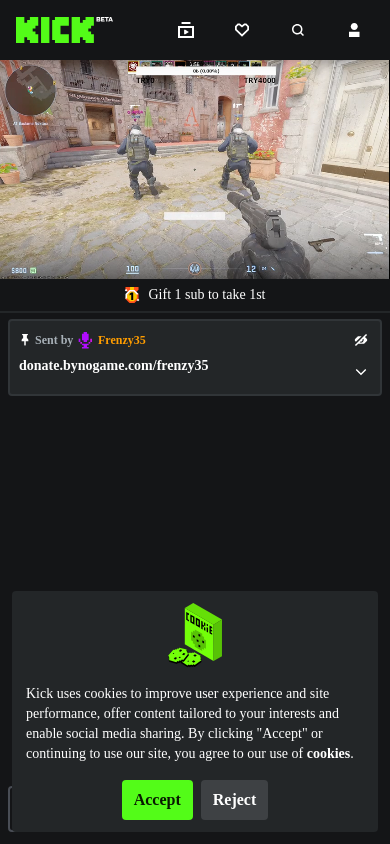 KICK BETA
0₺ (0,00%)
TRY0 TRY4000
5800
100
12
Gift 1 sub to take 1st
Sent by Frenzy35
donate.bynogame.com/frenzy35
COOKIE
Kick uses cookies to improve user experience and site
performance, offer content tailored to your interests and
enable social media sharing. By clicking "Accept" or
continuing to use our site, you agree to our use of cookies.
Accept Reject